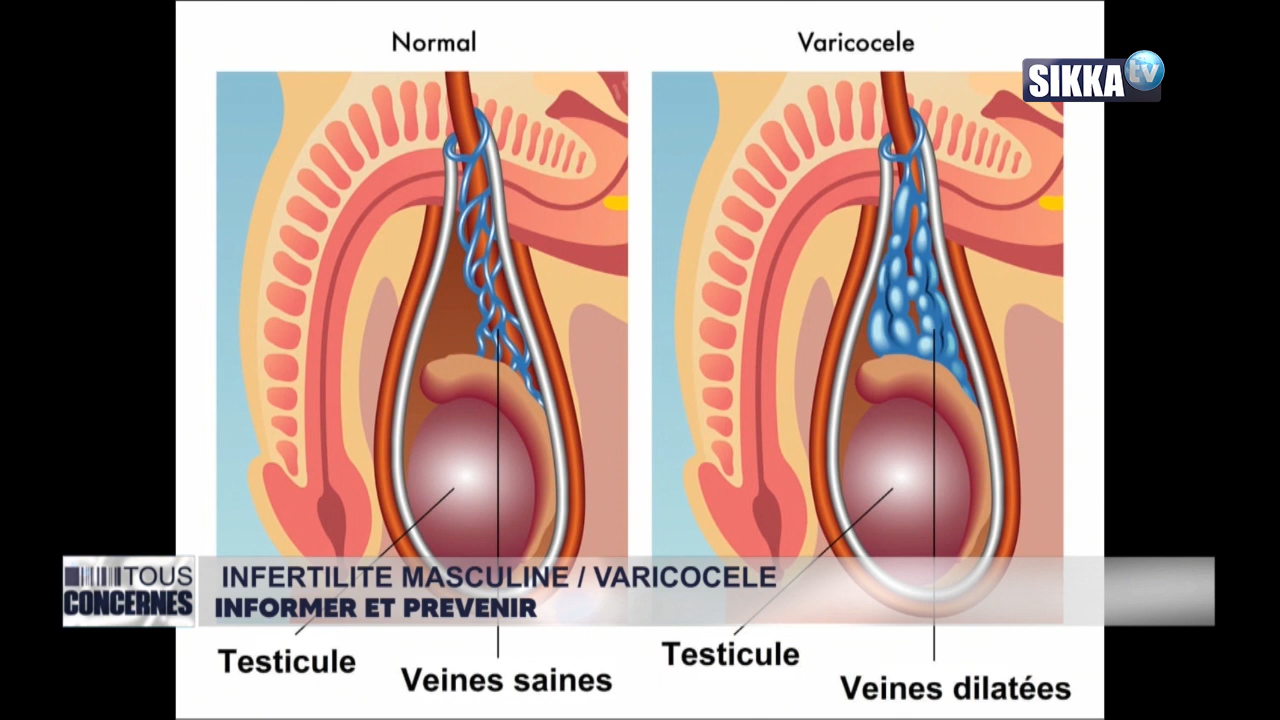 Normal
Varicocele
SIKKA tv
TOUS
CONCERNES
INFERTILITE MASCULINE / VARICOCELE
INFORMER ET PREVENIR
Testicule
Veines saines
Testicule
Veines dilatées